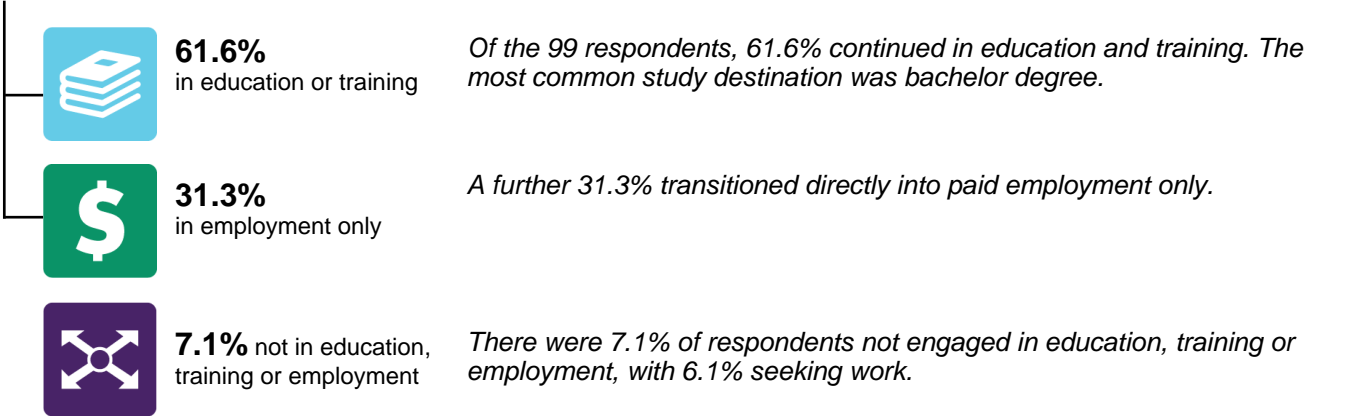 61.6%
in education or training
Of the 99 respondents, 61.6% continued in education and training. The
most common study destination was bachelor degree.
$
31.3%
in employment only
A further 31.3% transitioned directly into paid employment only.
7.1% not in education,
training or employment
There were 7.1% of respondents not engaged in education, training or
employment, with 6.1% seeking work.